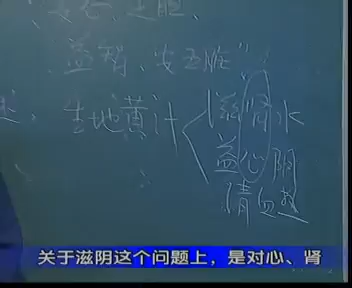 益智、安五脏"
生地黄汁 滋肾水
益心阴
清血热
关于滋阴这个问题上，是对心、肾